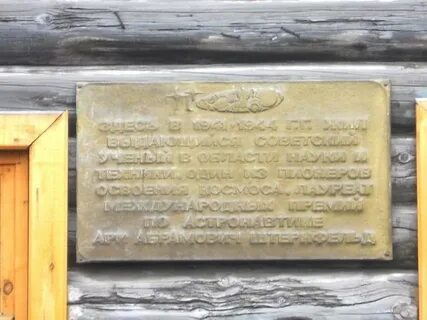 ЗДЕСЬ В 1941-1944 ГГ. ЖИЛ
ВЫДАЮЩИЙСЯ СОВЕТСКИЙ
УЧЕНЫЙ В ОБЛАСТИ НАУКИ И
ТЕХНИКИ, ОДИН ИЗ ПИОНЕРОВ
ОСВОЕНИЯ КОСМОСА, ЛАУРЕАТ
МЕЖДУНАРОДНЫХ ПРЕМИЙ
ПО АСТРОНАВТИКЕ
АРИ АБРАМОВИЧ ШТЕРНФЕЛЬД